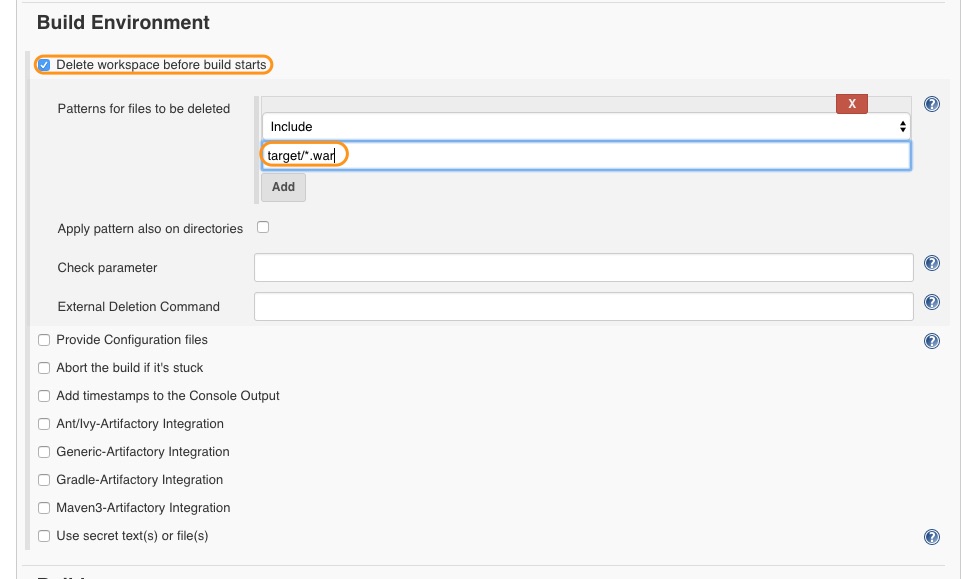 Build Environment
Delete workspace before build starts
Patterns for files to be deleted
X
Include
target/*.war
Add
Apply pattern also on directories
Check parameter
External Deletion Command
Provide Configuration files
Abort the build if it's stuck
Add timestamps to the Console Output
Ant/Ivy-Artifactory Integration
Generic-Artifactory Integration
Gradle-Artifactory Integration
Maven3-Artifactory Integration
Use secret text(s) or file(s)